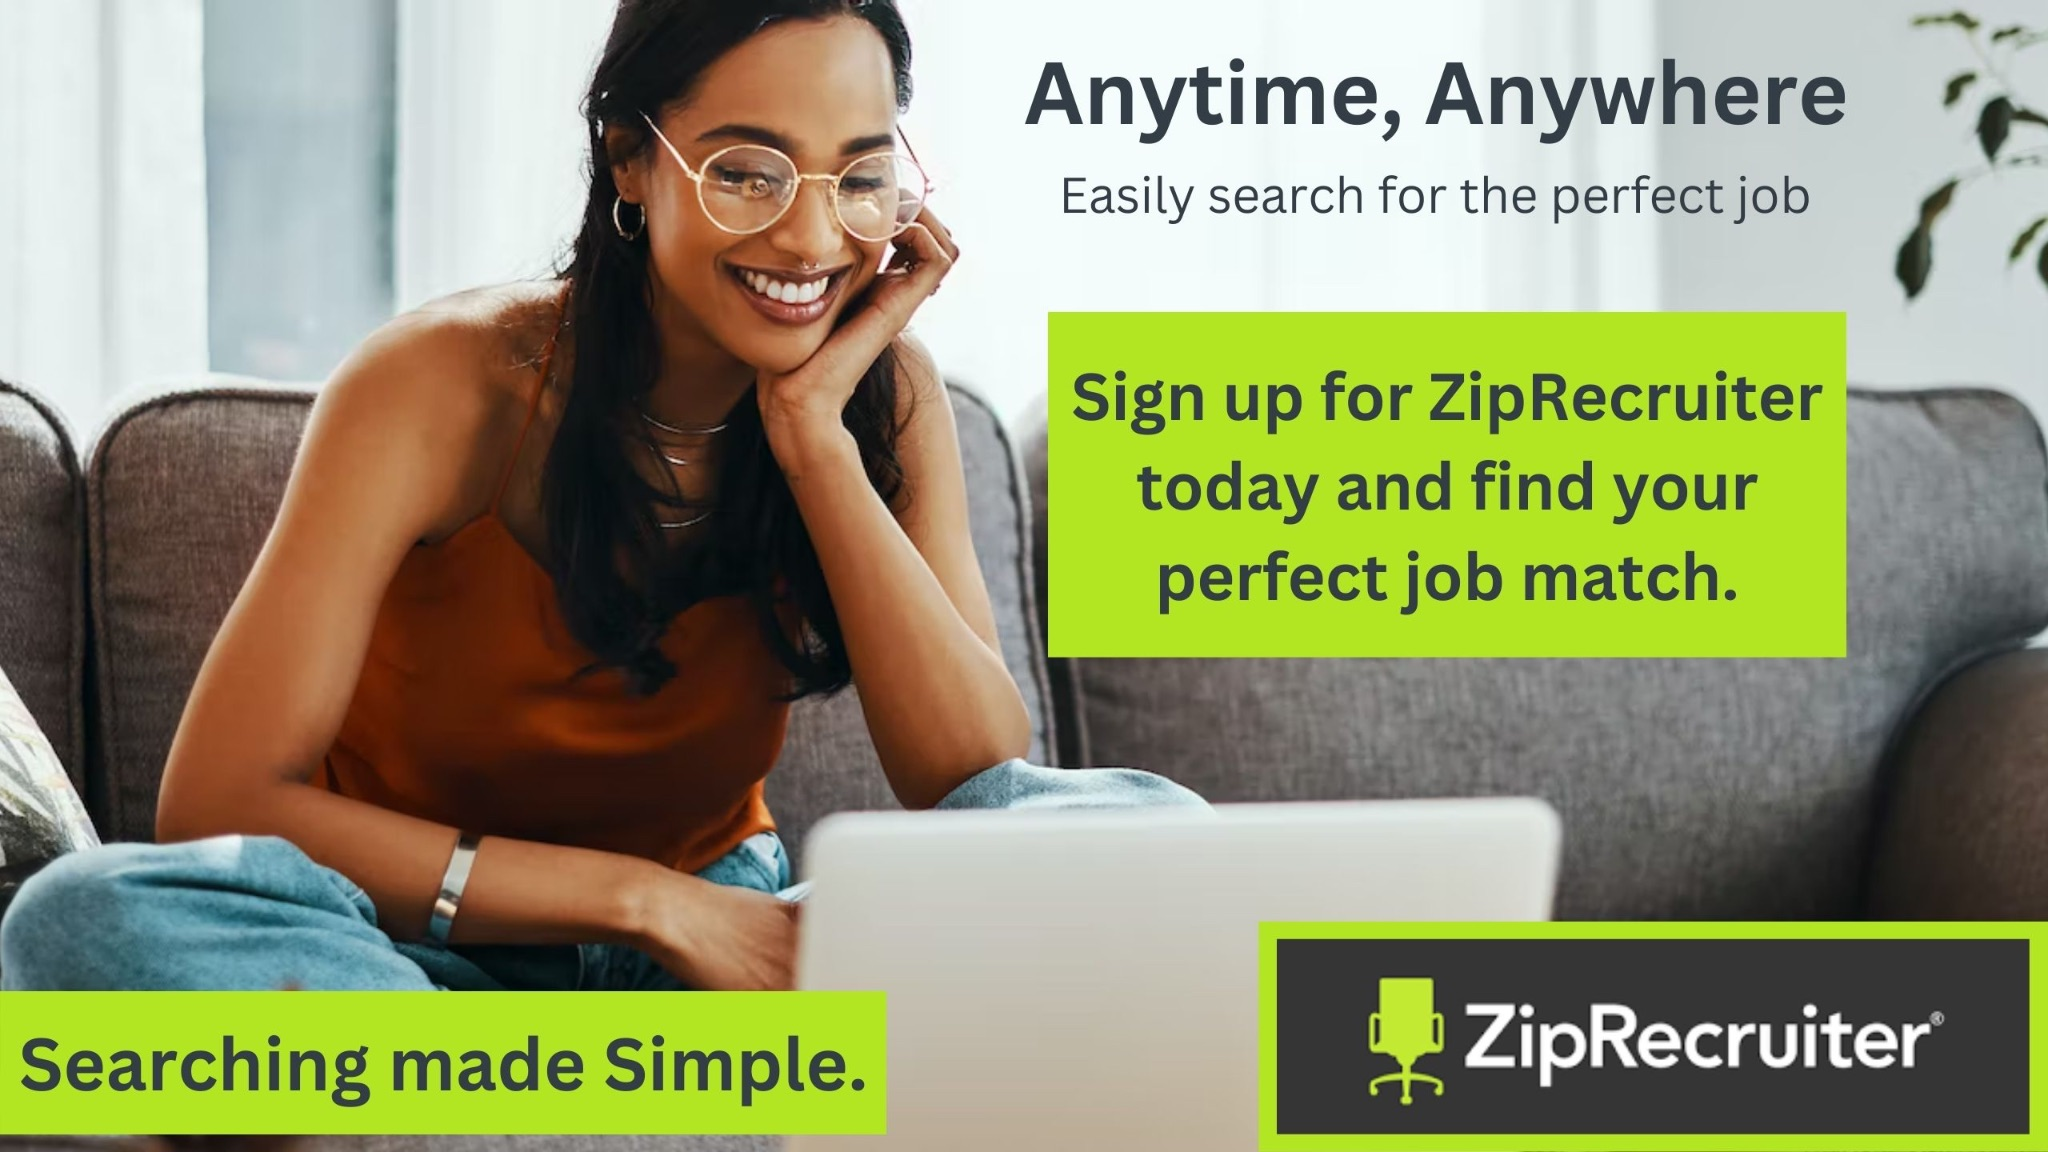 Anytime, Anywhere
Easily search for the perfect job
Sign up for ZipRecruiter
today and find your
perfect job match.
Searching made Simple.
ZipRecruiter®